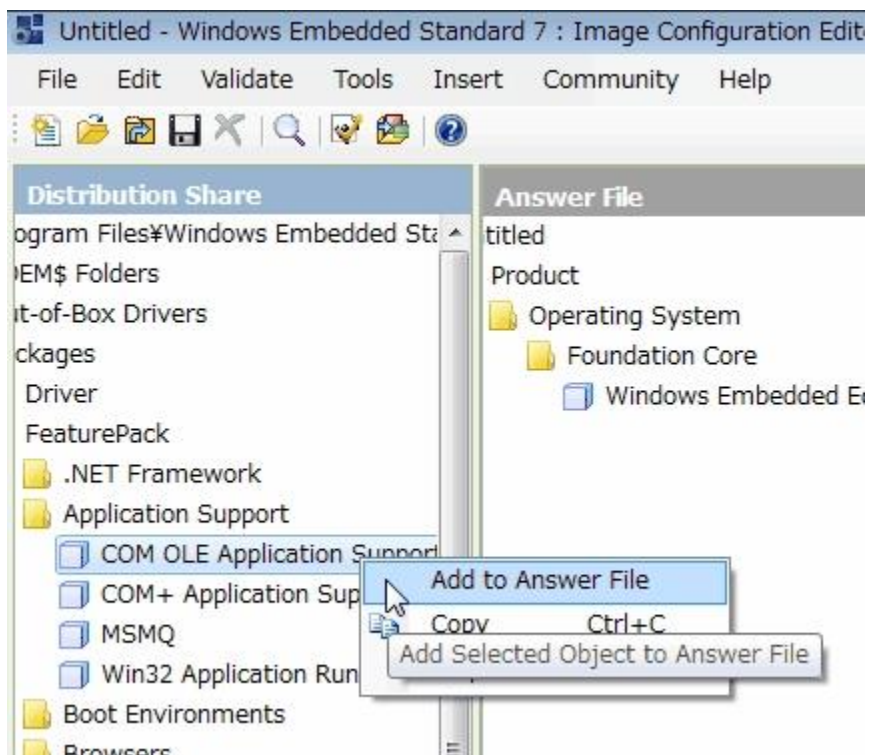 Untitled - Windows Embedded Standard 7 : Image Configuration Edit
File Edit Validate Tools Insert Community Help
Distribution Share
ogram Files¥Windows Embedded Sta
EM$ Folders
it-of-Box Drivers
ckages
Driver
FeaturePack
.NET Framework
Application Support
COM OLE Application Support
COM+ Application Sup
MSMQ
Win32 Application Run
Boot Environments
Browsers
Answer File
titled
Product
Operating System
Foundation Core
Windows Embedded Ed
Add to Answer File
Copy Ctrl+C
Add Selected Object to Answer File